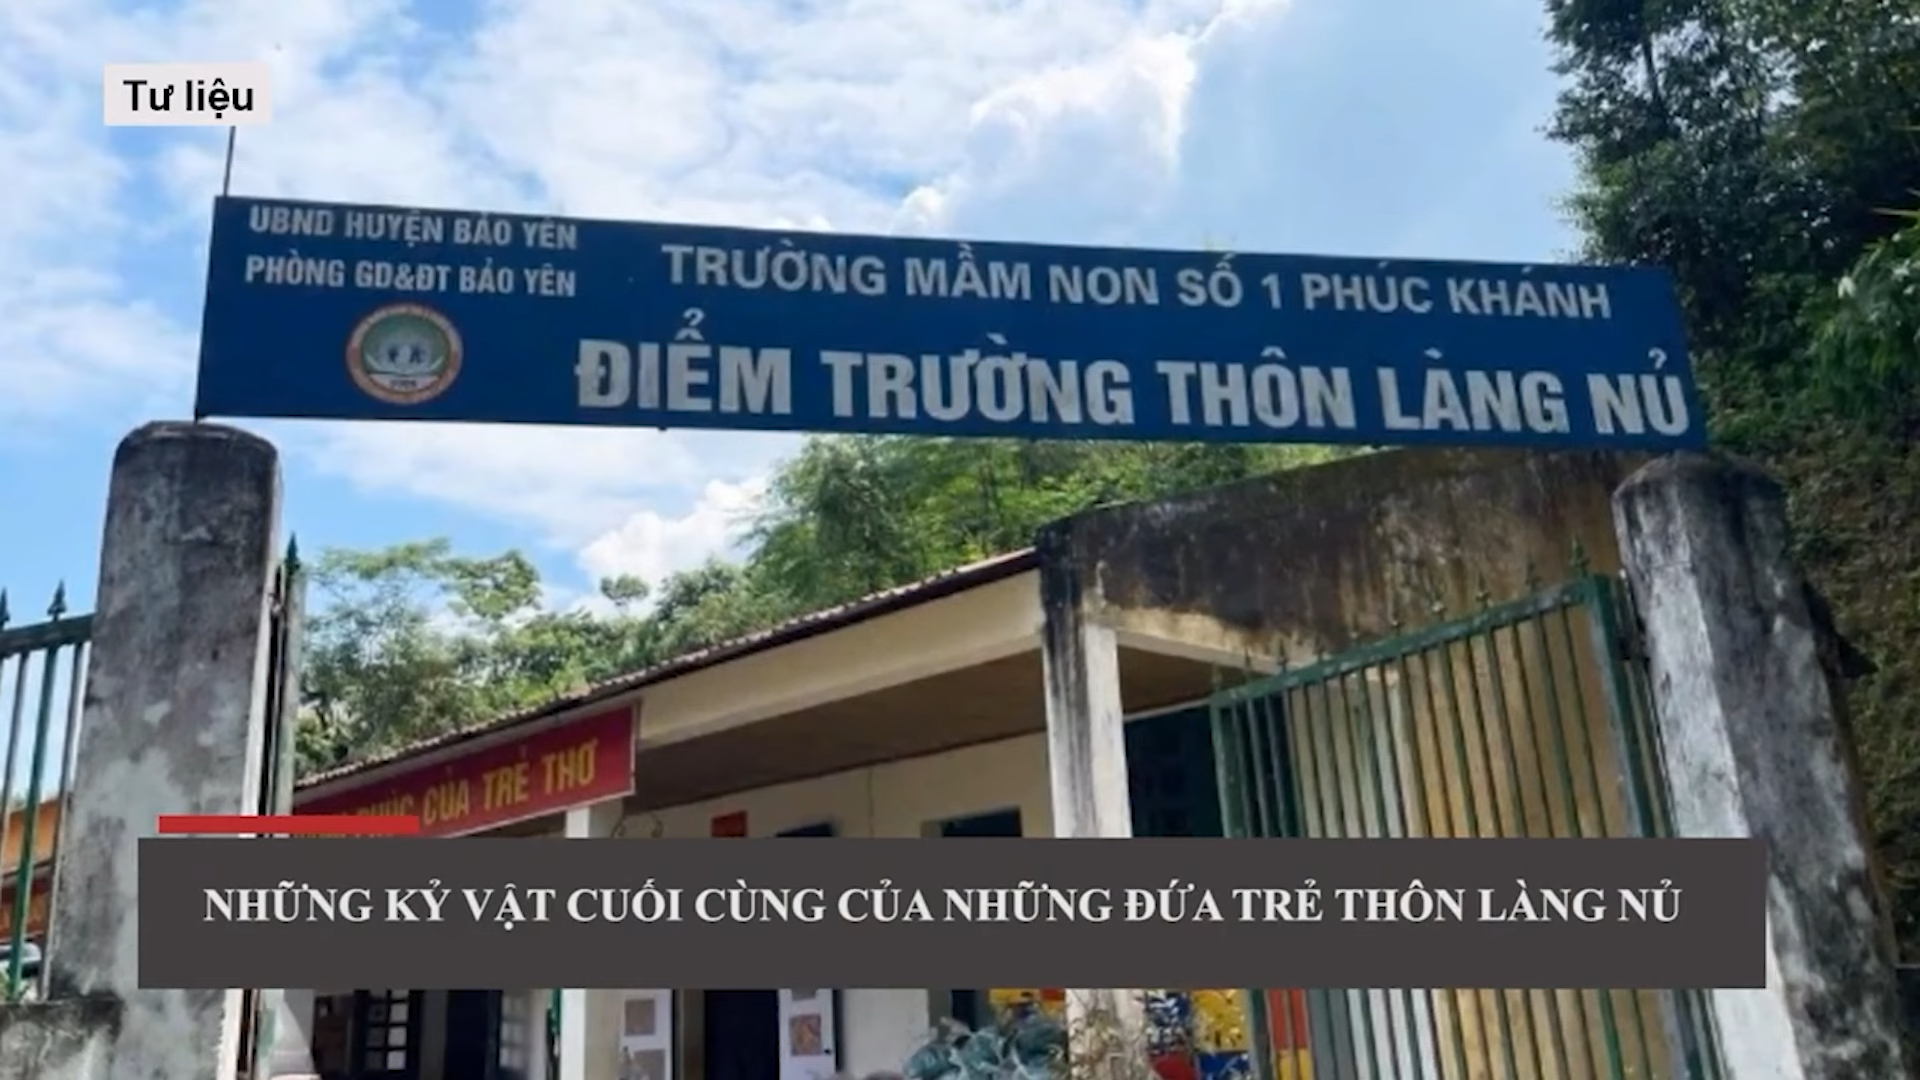 Tư liệu
UBND HUYỆN BẢO YÊN
PHÒNG GD&ĐT BẢO YÊN
TRƯỜNG MẦM NON SỐ 1 PHÚC KHÁNH
ĐIỂM TRƯỜNG THÔN LÀNG NỦ
PHÚC CỦA TRẺ THƠ
NHỮNG KỶ VẬT CUỐI CÙNG CỦA NHỮNG ĐỨA TRẺ THÔN LÀNG NỦ